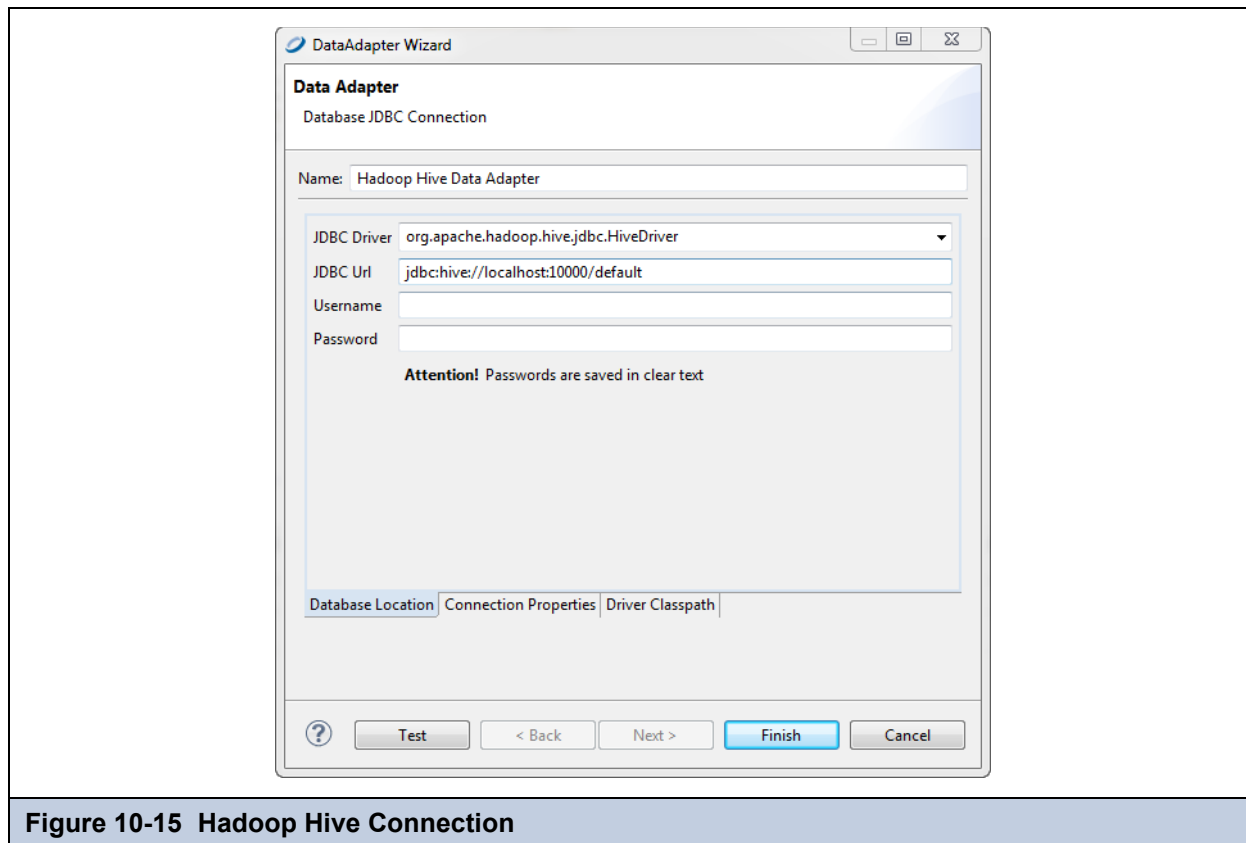 DataAdapter Wizard
Data Adapter
Database JDBC Connection
Name: Hadoop Hive Data Adapter
JDBC Driver org.apache.hadoop.hive.jdbc.HiveDriver
JDBC Url jdbc:hive://localhost:10000/default
Username
Password
Attention! Passwords are saved in clear text
Database Location Connection Properties Driver Classpath
? Test < Back Next > Finish Cancel
Figure 10-15 Hadoop Hive Connection